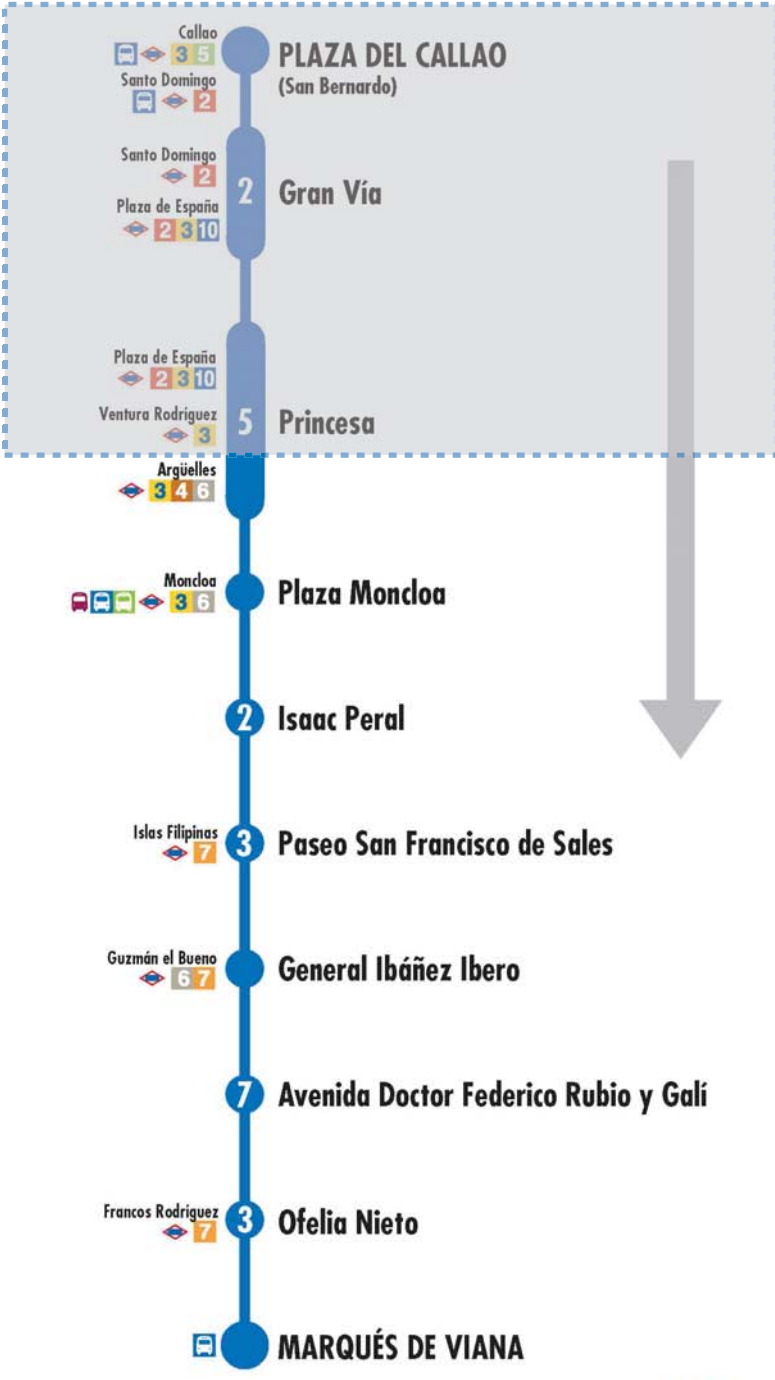 Callao
3 5
PLAZA DEL CALLAO
(San Bernardo)
Santo Domingo
2
Santo Domingo
2
2
Gran Vía
Plaza de España
2 3 10
Plaza de España
2 3 10
Ventura Rodríguez
3
5
Princesa
Argüelles
3 4 6
Moncloa
3 6
Plaza Moncloa
2
Isaac Peral
Islas Filipinas
7
3
Paseo San Francisco de Sales
Guzmán el Bueno
6 7
General Ibáñez Ibero
7
Avenida Doctor Federico Rubio y Galí
Francos Rodríguez
7
3
Ofelia Nieto
MARQUÉS DE VIANA